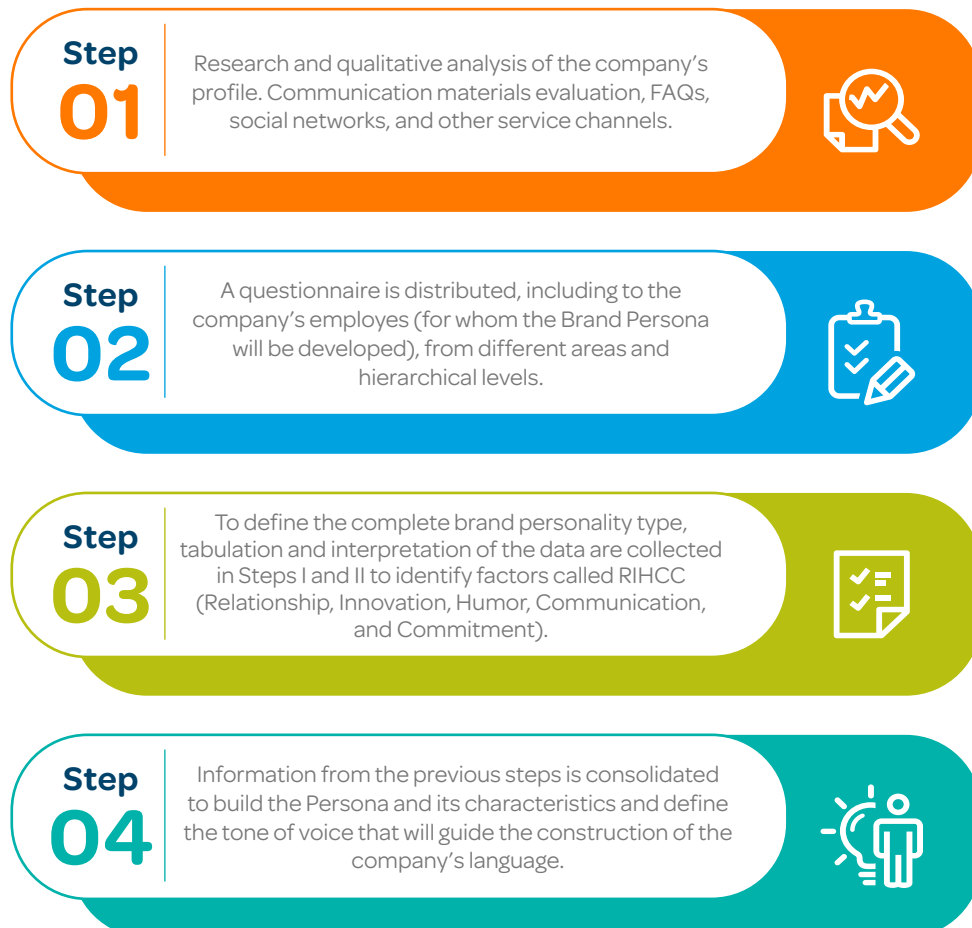 Step
01
Research and qualitative analysis of the company's
profile. Communication materials evaluation, FAQs,
social networks, and other service channels.
Step
02
A questionnaire is distributed, including to the
company's employes (for whom the Brand Persona
will be developed), from different areas and
hierarchical levels.
Step
03
To define the complete brand personality type,
tabulation and interpretation of the data are collected
in Steps I and II to identify factors called RIHCC
(Relationship, Innovation, Humor, Communication,
and Commitment).
Step
04
Information from the previous steps is consolidated
to build the Persona and its characteristics and define
the tone of voice that will guide the construction of the
company's language.